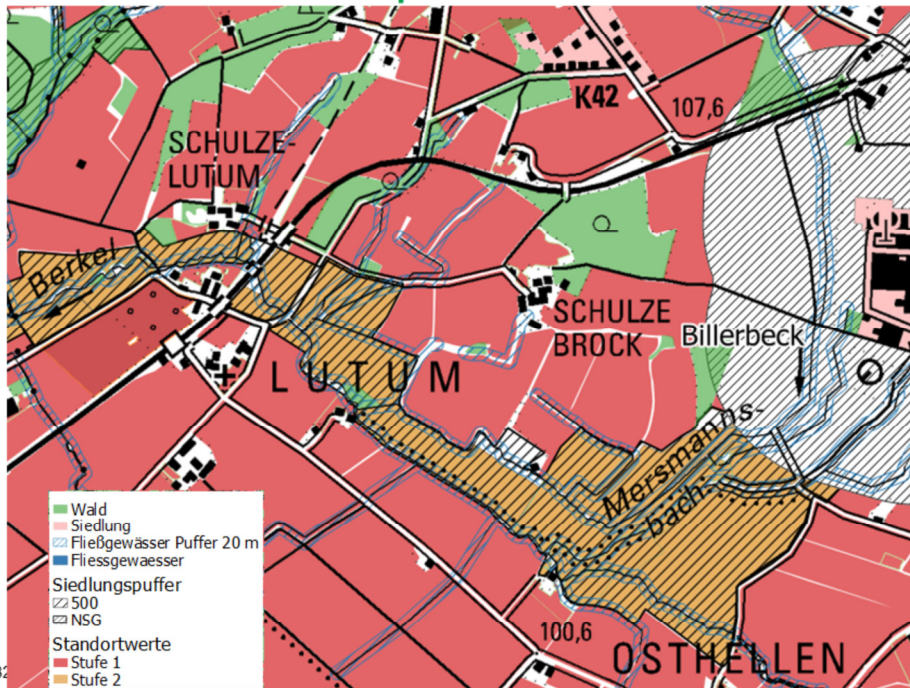 K42
107,6
SCHULZE-
LUTUM
Berkel
SCHULZE
BROCK
Billerbeck
LUTUM
Mersmanns-
bach
Wald
Siedlung
Fließgewässer Puffer 20 m
Fliessgewaesser
Siedlungspuffer
500
NSG
Standortwerte
Stufe 1
Stufe 2
100,6
OSTHELLEN